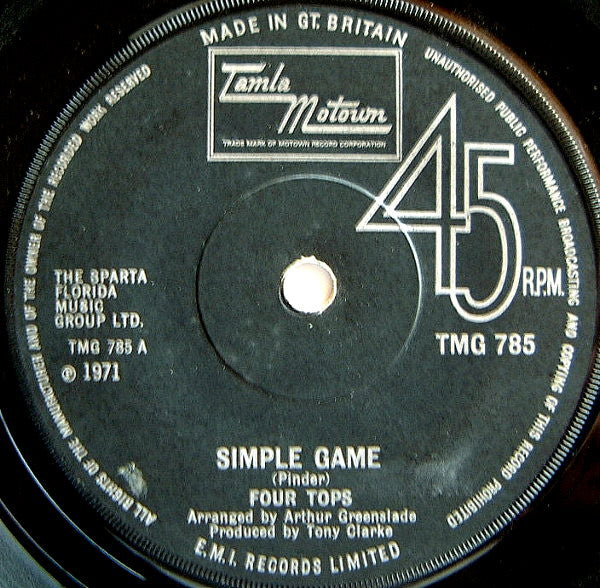 MADE IN GT. BRITAIN
UNAUTHORISED PUBLIC PERFORMANCE BROADCASTING AND COPYING OF THIS RECORD PROHIBITED
ALL RIGHTS OF THE MANUFACTURER AND OF THE OWNER OF THE RECORDED WORK RESERVED
Tamla
Motown
TRADE MARK OF MOTOWN RECORD CORPORATION
45
R.P.M.
THE SPARTA
FLORIDA
MUSIC
GROUP LTD.
TMG 785 A
℗ 1971
TMG 785
SIMPLE GAME
(Pinder)
FOUR TOPS
Arranged by Arthur Greenslade
Produced by Tony Clarke
E.M.I. RECORDS LIMITED